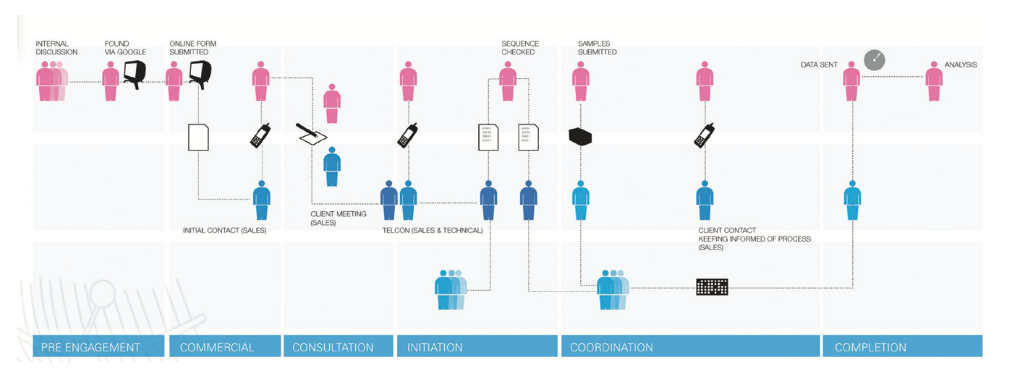 INTERNAL
DISCUSSION
FOUND
VIA GOOGLE
ONLINE FORM
SUBMITTED
SEQUENCE
CHECKED
SAMPLES
SUBMITTED
DATA SENT
ANALYSIS
INITIAL CONTACT (SALES)
CLIENT MEETING
(SALES)
TELCON (SALES & TECHNICAL)
CLIENT CONTACT
KEEPING INFORMED OF PROCESS
(SALES)
PRE ENGAGEMENT
COMMERCIAL
CONSULTATION
INITIATION
COORDINATION
COMPLETION